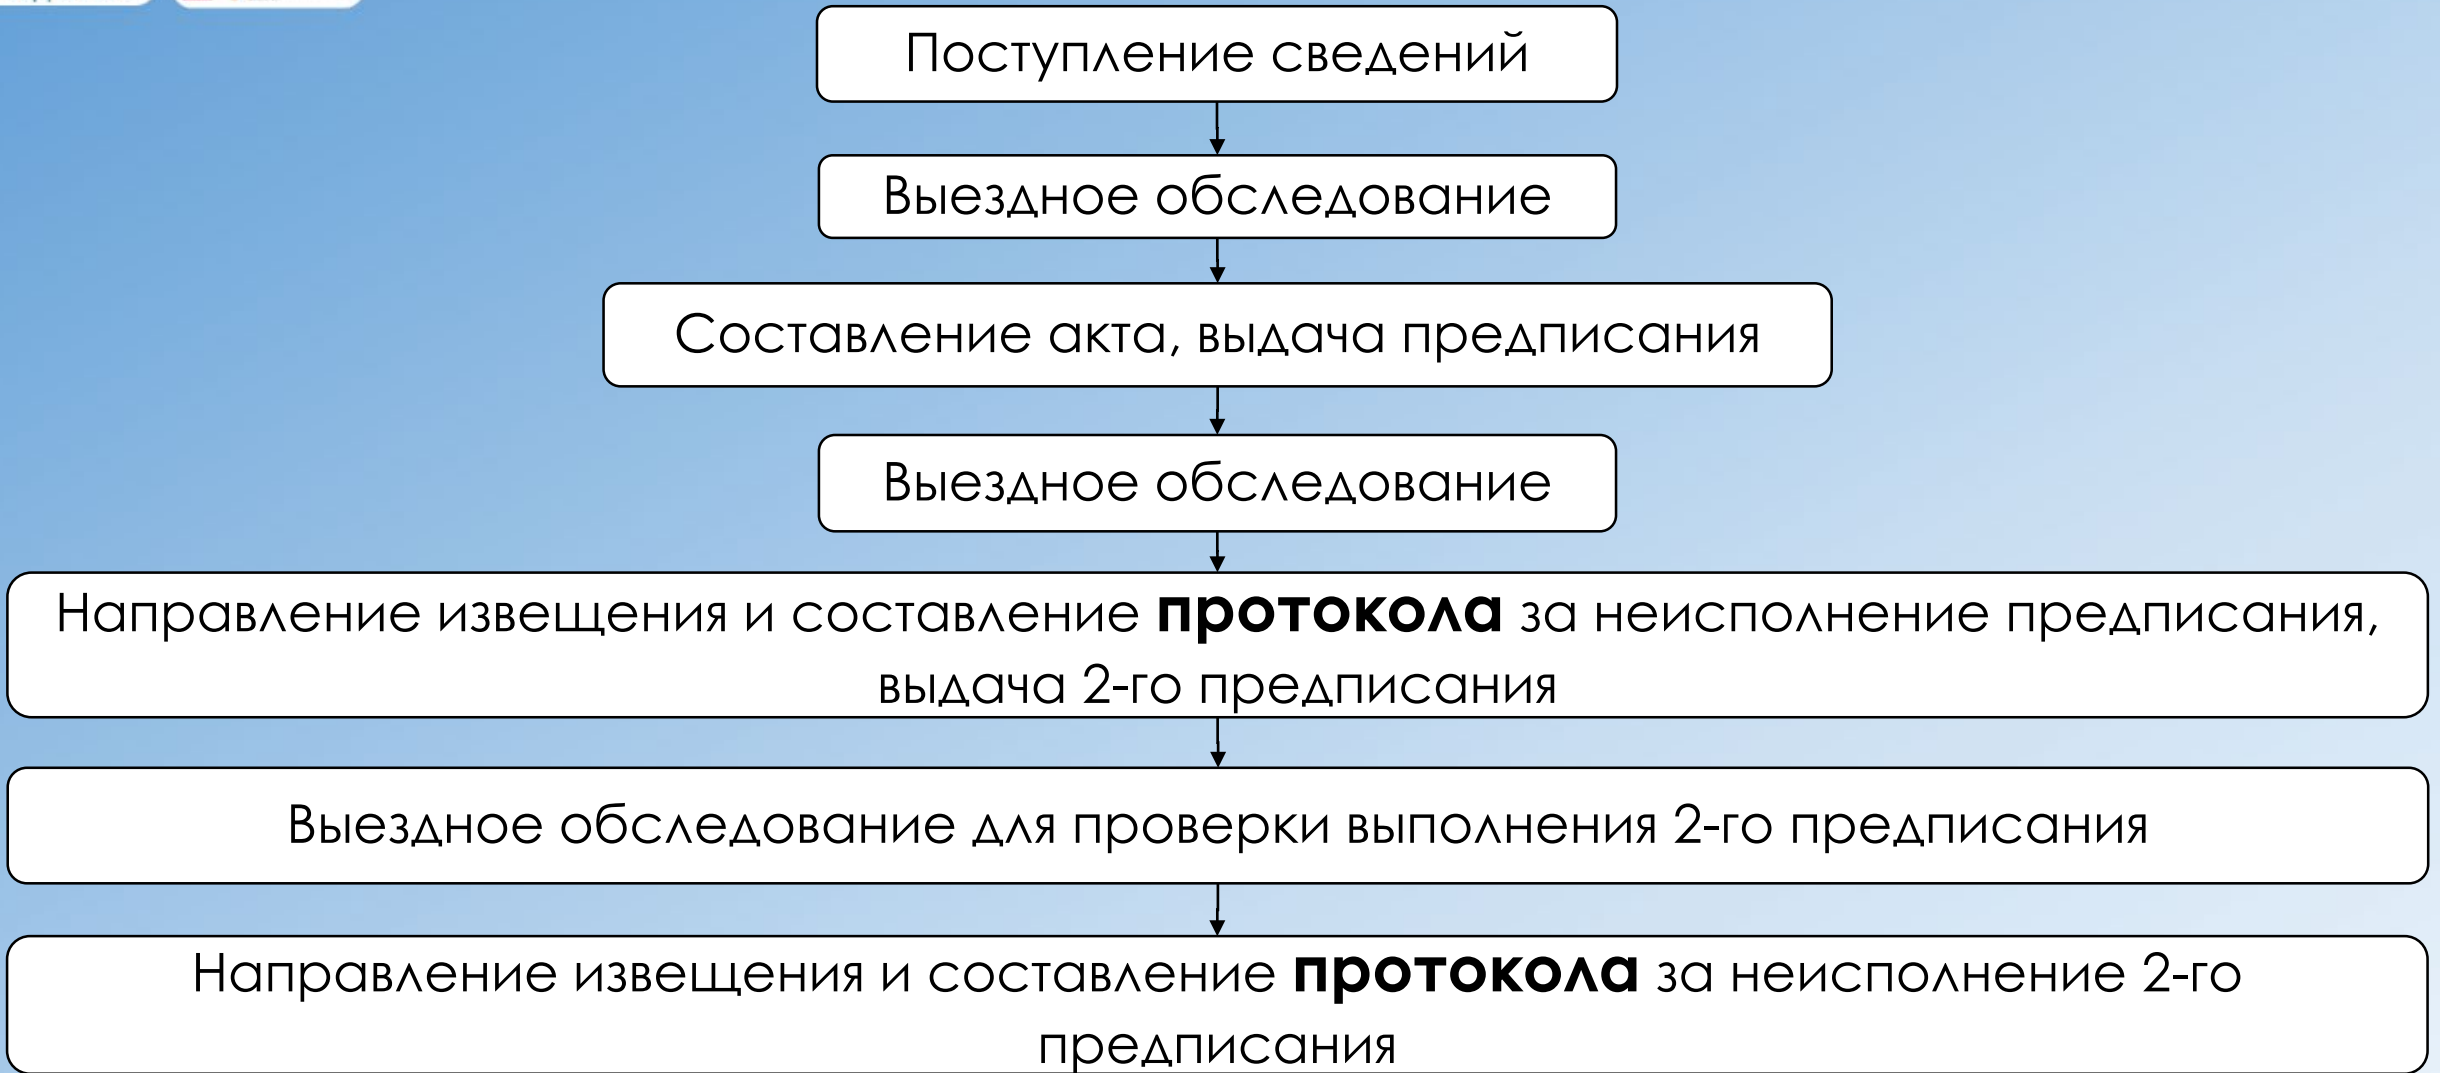 Поступление сведений
Выездное обследование
Составление акта, выдача предписания
Выездное обследование
Направление извещения и составление протокола за неисполнение предписания,
выдача 2-го предписания
Выездное обследование для проверки выполнения 2-го предписания
Направление извещения и составление протокола за неисполнение 2-го
предписания